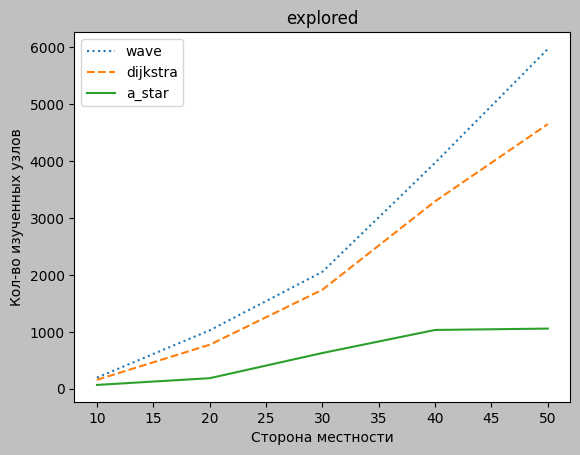 explored
wave
dijkstra
a_star
Кол-во изученных узлов
6000
5000
4000
3000
2000
1000
0
10 15 20 25 30 35 40 45 50
Сторона местности